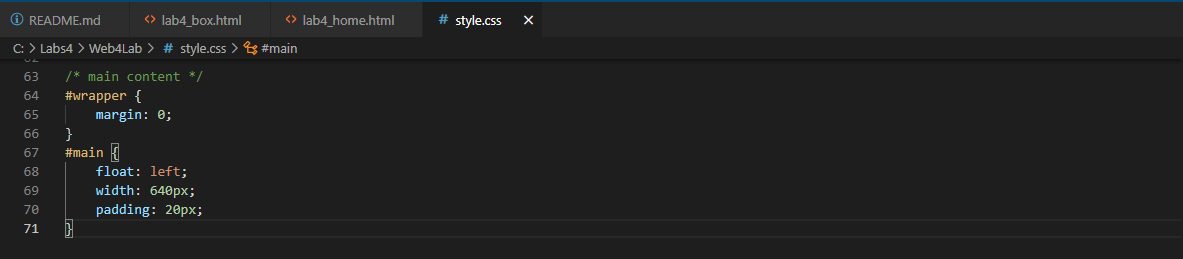 README.md lab4_box.html lab4_home.html # style.css
C: > Labs4 > Web4Lab > # style.css > #main
63 /* main content */
64 #wrapper {
65 margin: 0;
66 }
67 #main {
68 float: left;
69 width: 640px;
70 padding: 20px;
71 }